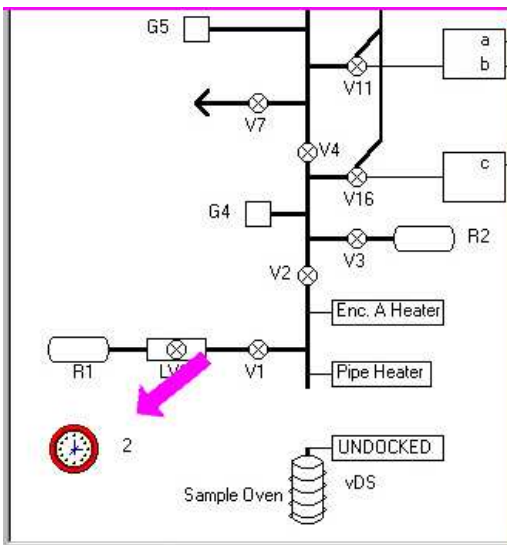 G5
a
b
V11
V7
V4
c
V16
G4
R2
V3
V2
Enc. A Heater
R1
V1
Pipe Heater
2
UNDOCKED
vDS
Sample Oven